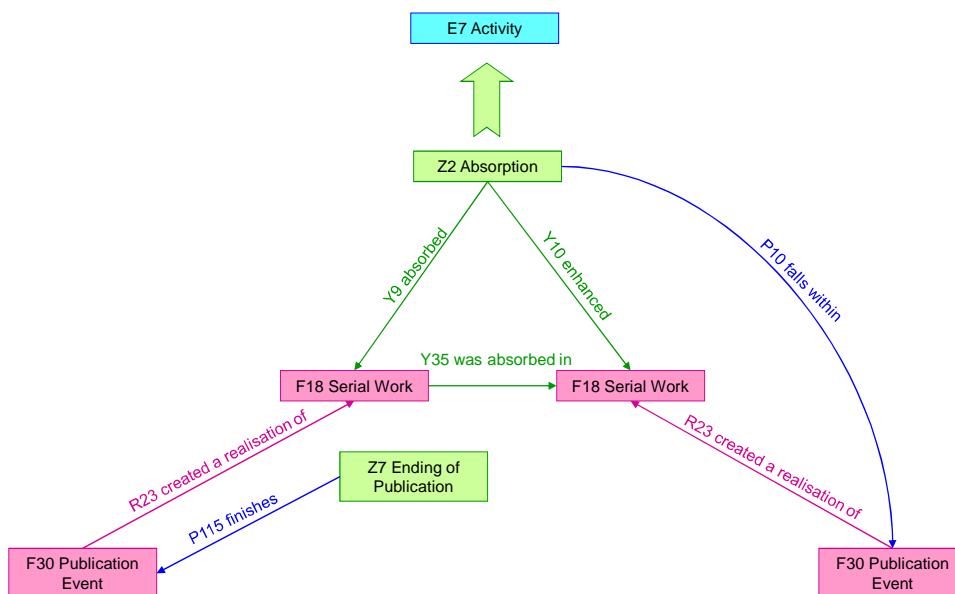 E7 Activity
Z2 Absorption
Y9 absorbed
Y10 enhanced
P10 falls within
Y35 was absorbed in
F18 Serial Work
F18 Serial Work
R23 created a realisation of
Z7 Ending of
Publication
R23 created a realisation of
P115 finishes
F30 Publication
Event
F30 Publication
Event